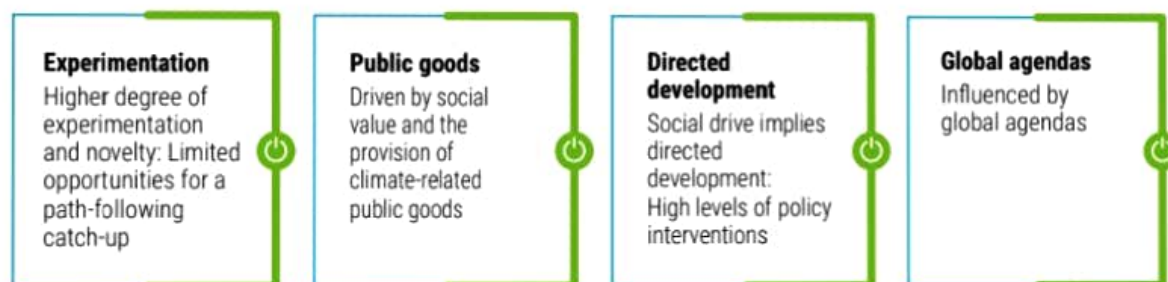 Experimentation
Higher degree of
experimentation
and novelty: Limited
opportunities for a
path-following
catch-up
Public goods
Driven by social
value and the
provision of
climate-related
public goods
Directed
development
Social drive implies
directed
development:
High levels of policy
interventions
Global agendas
Influenced by
global agendas